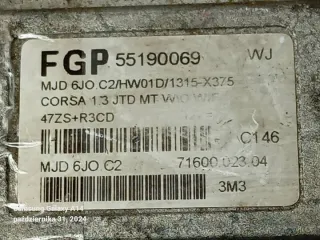 FGP 55190069 WJ
MJD 6JO.C2/HW01D/1315-X375
CORSA 1.3 JTD MT
47ZS+R3CD
C146
MJD 6JO.C2 71600.023.04
3M3
Samsung Galaxy A14
października 31, 2024